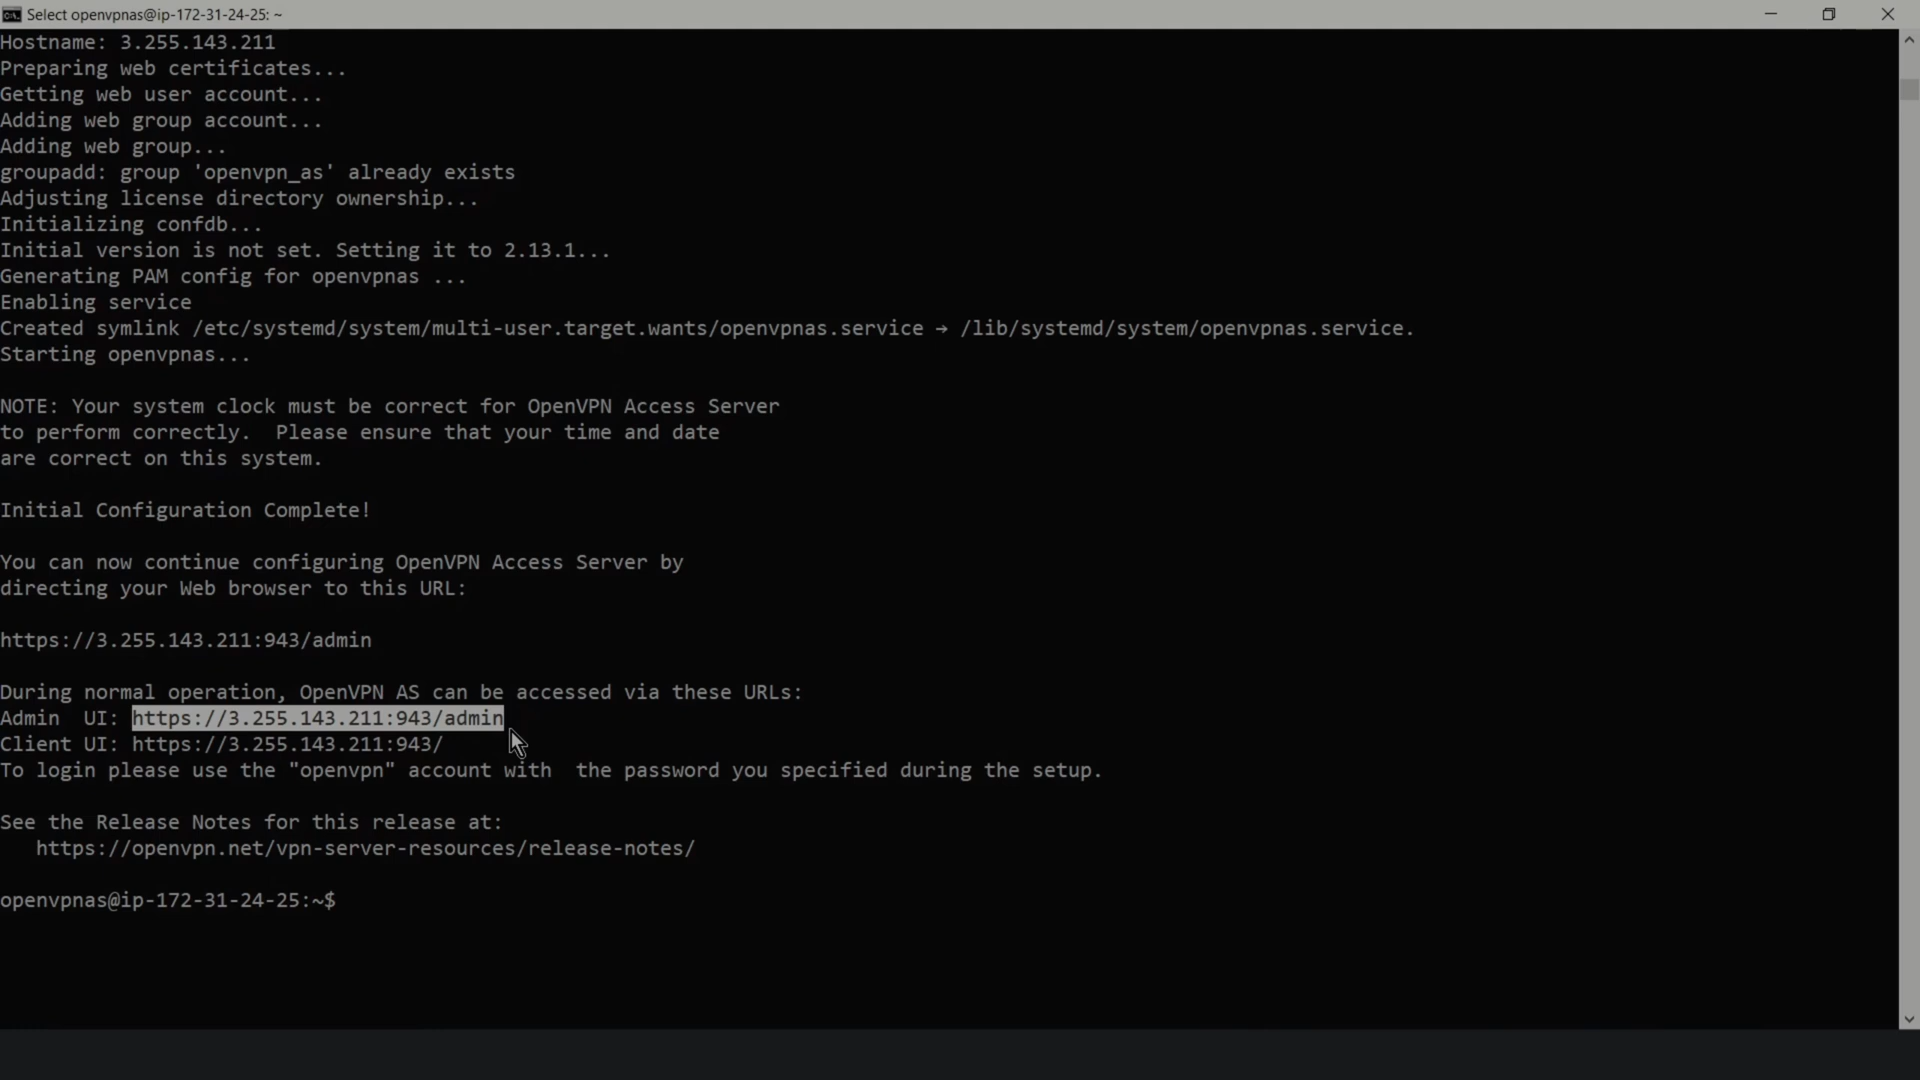 Select openvpnas@ip-172-31-24-25: ~
Hostname: 3.255.143.211
Preparing web certificates...
Getting web user account...
Adding web group account...
Adding web group...
groupadd: group 'openvpn_as' already exists
Adjusting license directory ownership...
Initializing confdb...
Initial version is not set. Setting it to 2.13.1...
Generating PAM config for openvpnas ...
Enabling service
Created symlink /etc/systemd/system/multi-user.target.wants/openvpnas.service → /lib/systemd/system/openvpnas.service.
Starting openvpnas...
NOTE: Your system clock must be correct for OpenVPN Access Server
to perform correctly.  Please ensure that your time and date
are correct on this system.
Initial Configuration Complete!
You can now continue configuring OpenVPN Access Server by
directing your Web browser to this URL:
https://3.255.143.211:943/admin
During normal operation, OpenVPN AS can be accessed via these URLs:
Admin  UI: https://3.255.143.211:943/admin
Client UI: https://3.255.143.211:943/
To login please use the "openvpn" account with  the password you specified during the setup.
See the Release Notes for this release at:
   https://openvpn.net/vpn-server-resources/release-notes/
openvpnas@ip-172-31-24-25:~$